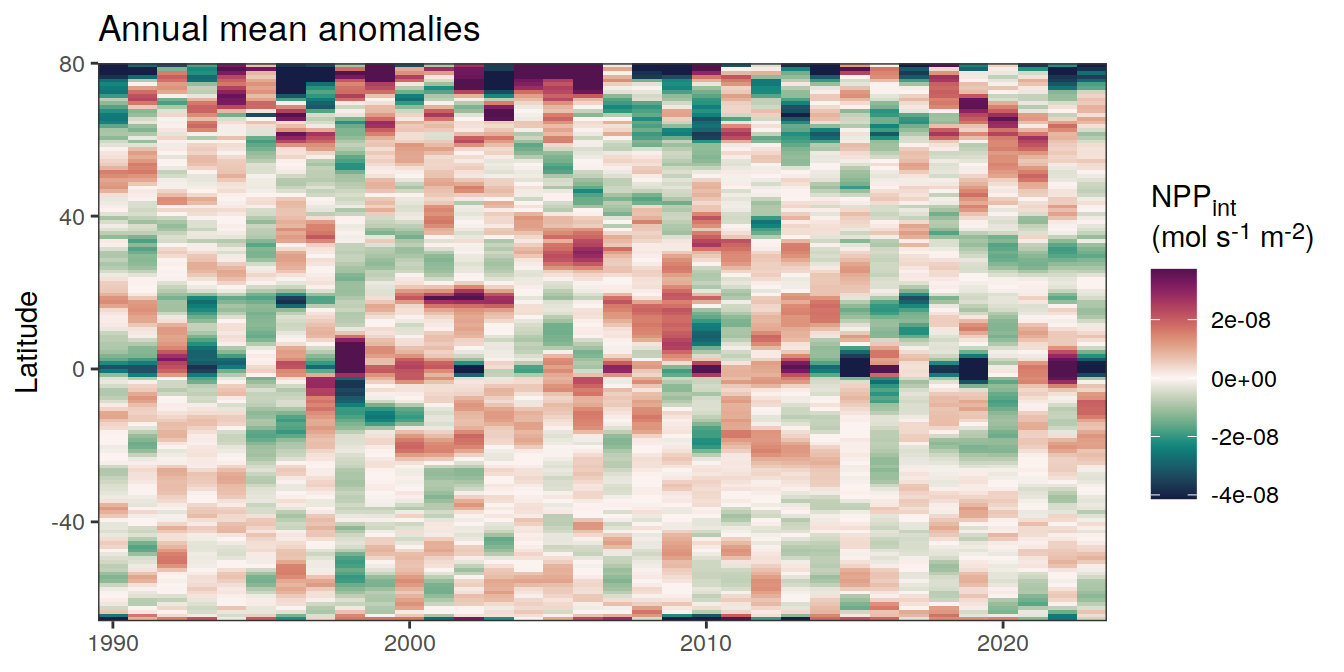 Annual mean anomalies
80
40
0
-40
Latitude
1990
2000
2010
2020
NPPint
(mol s-1 m-2)
2e-08
0e+00
-2e-08
-4e-08